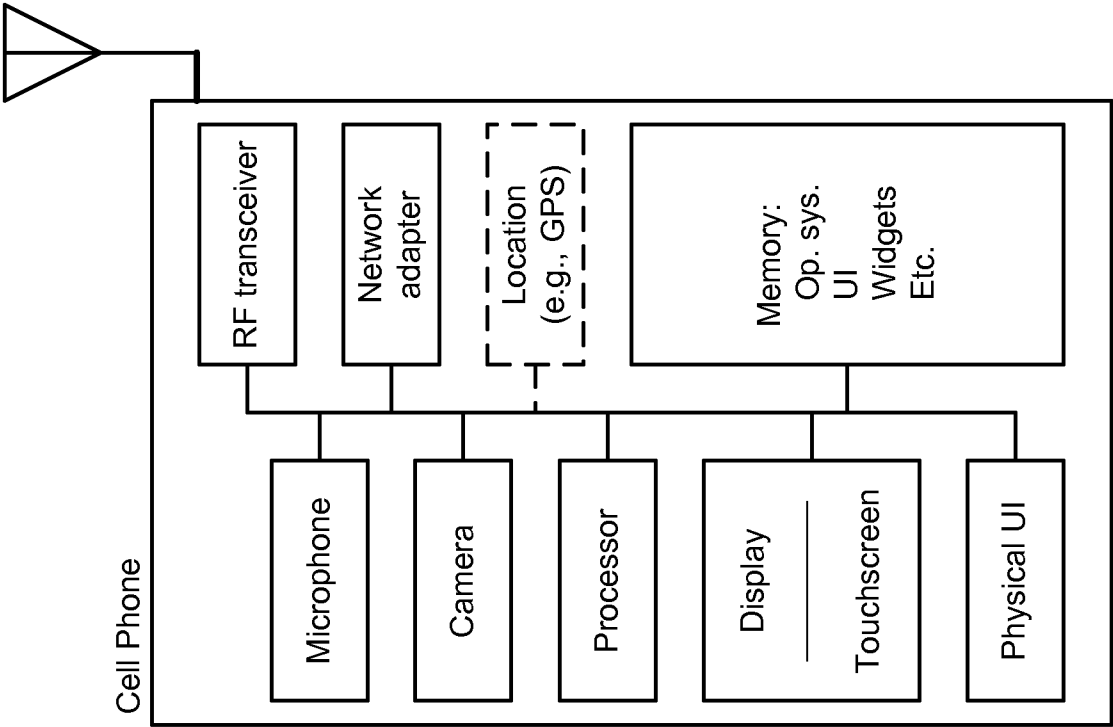 Cell Phone
Microphone
Camera
Processor
Display
Touchscreen
Physical UI
RF transceiver
Network
adapter
Location
(e.g., GPS)
Memory:
Op. sys.
UI
Widgets
Etc.